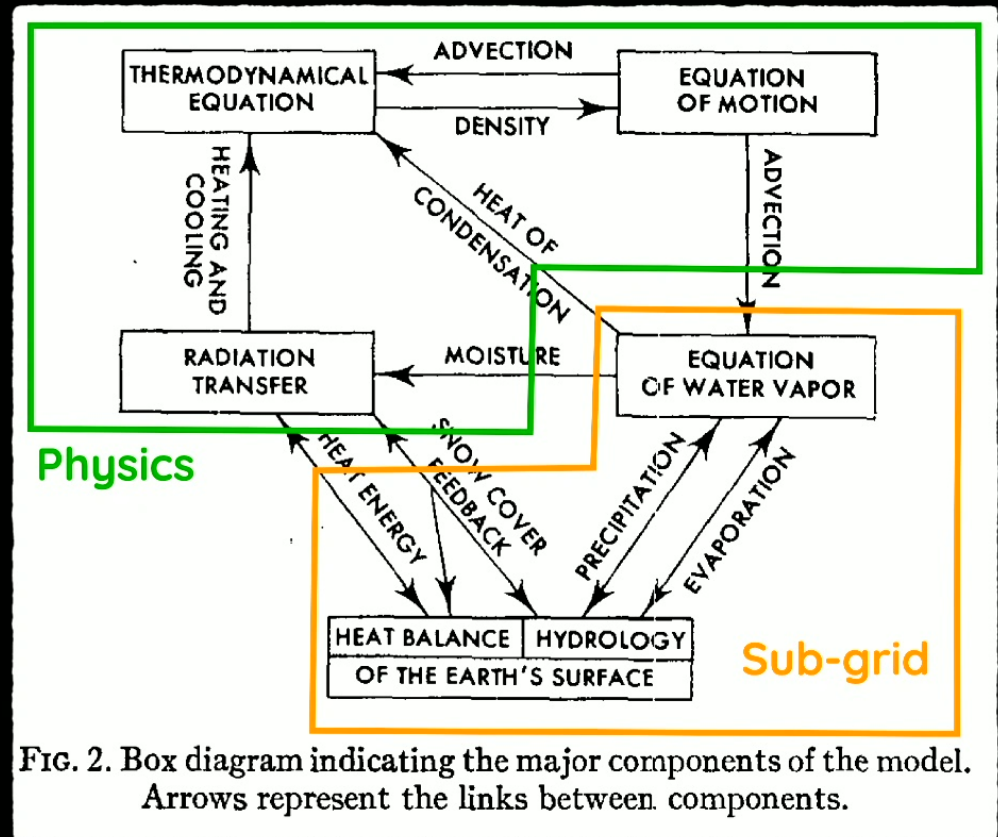 ADVECTION
THERMODYNAMICAL
EQUATION
EQUATION
OF MOTION
DENSITY
HEATING AND
COOLING
HEAT OF
CONDENSATION
ADVECTION
RADIATION
TRANSFER
MOISTURE
EQUATION
OF WATER VAPOR
Physics
HEAT ENERGY
SNOW COVER
FEEDBACK
PRECIPITATION
EVAPORATION
HEAT BALANCE
HYDROLOGY
OF THE EARTH'S SURFACE
Sub-grid
FIG. 2. Box diagram indicating the major components of the model.
Arrows represent the links between components.